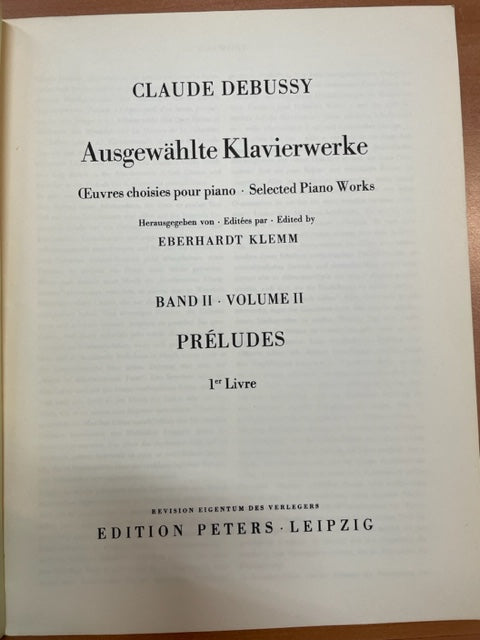 CLAUDE DEBUSSY
Ausgewählte Klavierwerke
Œuvres choisies pour piano · Selected Piano Works
Herausgegeben von · Editées par · Edited by
EBERHARDT KLEMM
BAND II · VOLUME II
PRÉLUDES
1er Livre
REVISION EIGENTUM DES VERLEGERS
EDITION PETERS · LEIPZIG